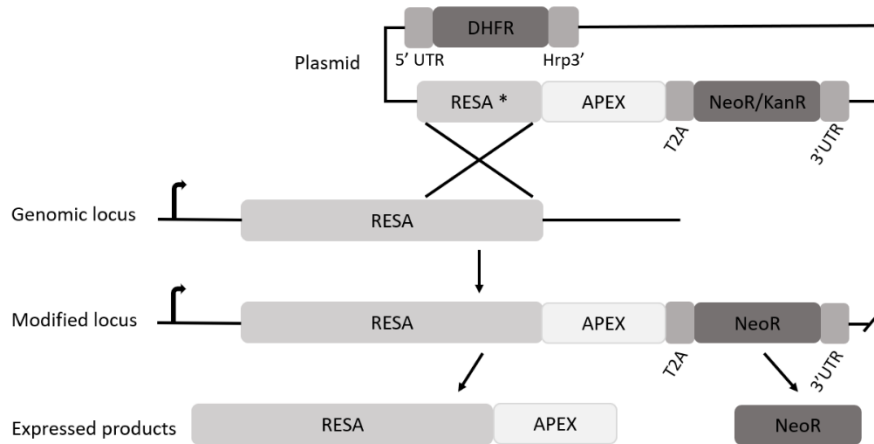 DHFR
Plasmid
5' UTR
Hrp3'
RESA *
APEX
NeoR/KanR
T2A
3'UTR
Genomic locus
RESA
Modified locus
RESA
APEX
NeoR
T2A
3'UTR
Expressed products
RESA
APEX
NeoR